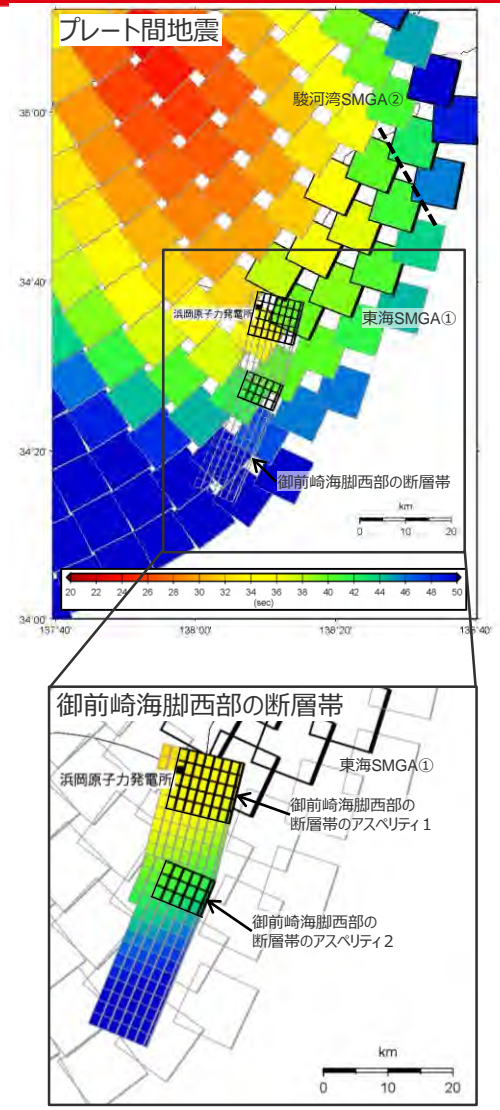 プレート間地震
駿河湾SMGA②
35°00'
34°40'
浜岡原子力発電所
東海SMGA①
34°20'
御前崎海脚西部の断層帯
km
0 10 20
20 22 24 26 28 30 32 34 36 38 40 42 44 46 48 50
(sec)
34°00'
137°40' 138°00' 138°20' 138°40'
御前崎海脚西部の断層帯
東海SMGA①
浜岡原子力発電所
御前崎海脚西部の
断層帯のアスペリティ1
御前崎海脚西部の
断層帯のアスペリティ2
km
0 10 20